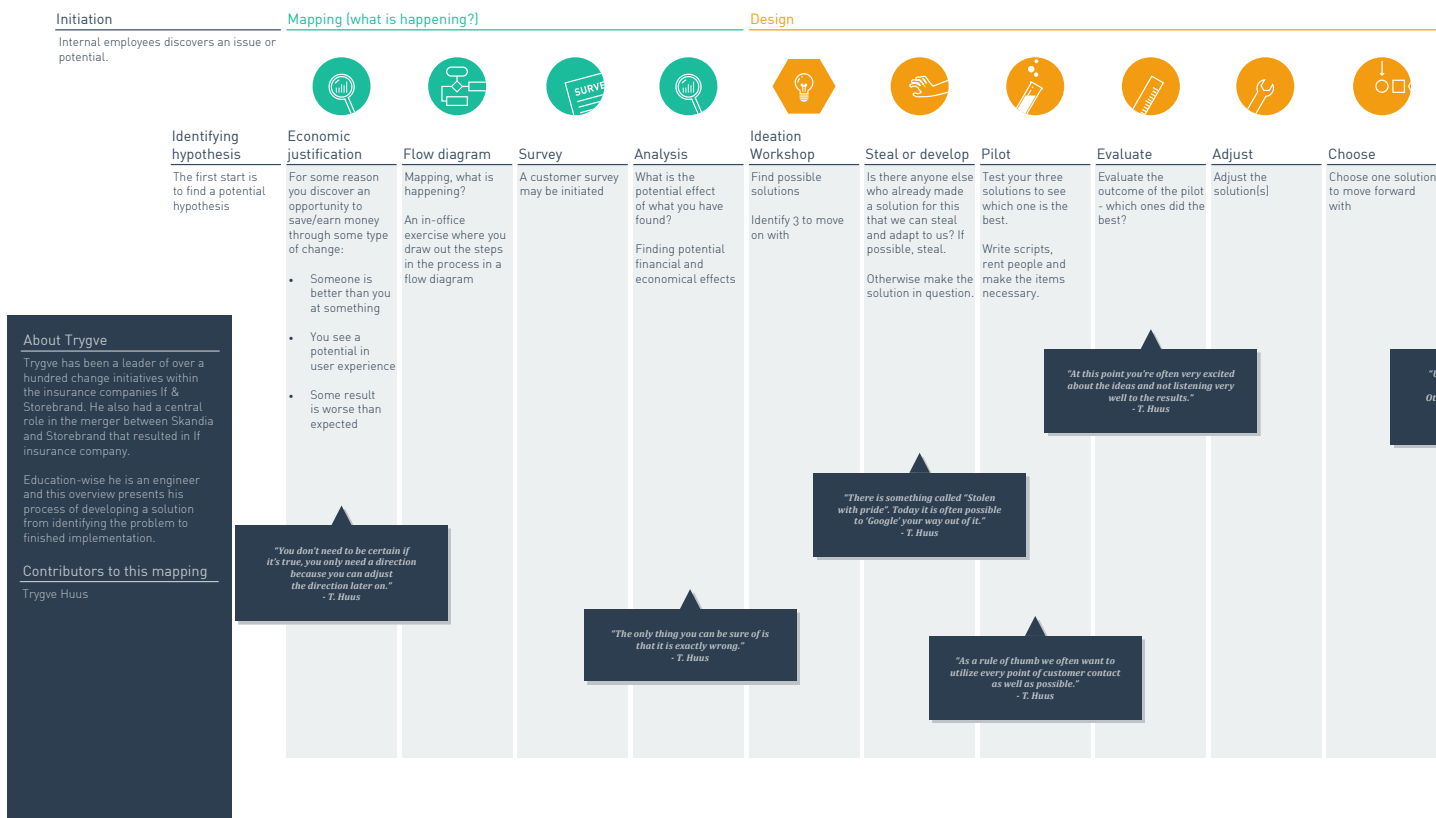 Initiation
Internal employees discovers an issue or
potential.
Mapping (what is happening?)
Design
SURVE
Identifying
hypothesis
The first start is
to find a potential
hypothesis
Economic
justification
For some reason
you discover an
opportunity to
save/earn money
through some type
of change:
• Someone is
better than you
at something
• You see a
potential in
user experience
• Some result
is worse than
expected
Flow diagram
Mapping, what is
happening?
An in-office
exercise where you
draw out the steps
in the process in a
flow diagram
Survey
A customer survey
may be initiated
Analysis
What is the
potential effect
of what you have
found?
Finding potential
financial and
economical effects
Ideation
Workshop
Find possible
solutions
Identify 3 to move
on with
Steal or develop
Is there anyone else
who already made
a solution for this
that we can steal
and adapt to us? If
possible, steal.
Otherwise make the
solution in question.
Pilot
Test your three
solutions to see
which one is the
best.
Write scripts,
rent people and
make the items
necessary.
Evaluate
Evaluate the
outcome of the pilot
- which ones did the
best?
Adjust
Adjust the
solution(s)
Choose
Choose one solution
to move forward
with
About Trygve
Trygve has been a leader of over a
hundred change initiatives within
the insurance companies If &
Storebrand. He also had a central
role in the merger between Skandia
and Storebrand that resulted in If
insurance company.
Education-wise he is an engineer
and this overview presents his
process of developing a solution
from identifying the problem to
finished implementation.
Contributors to this mapping
Trygve Huus
"You don't need to be certain if
it's true, you only need a direction
because you can adjust
the direction later on."
- T. Huus
"The only thing you can be sure of is
that it is exactly wrong."
- T. Huus
"There is something called "Stolen
with pride". Today it is often possible
to 'Google' your way out of it."
- T. Huus
"As a rule of thumb we often want to
utilize every point of customer contact
as well as possible."
- T. Huus
"At this point you're often very excited
about the ideas and not listening very
well to the results."
- T. Huus